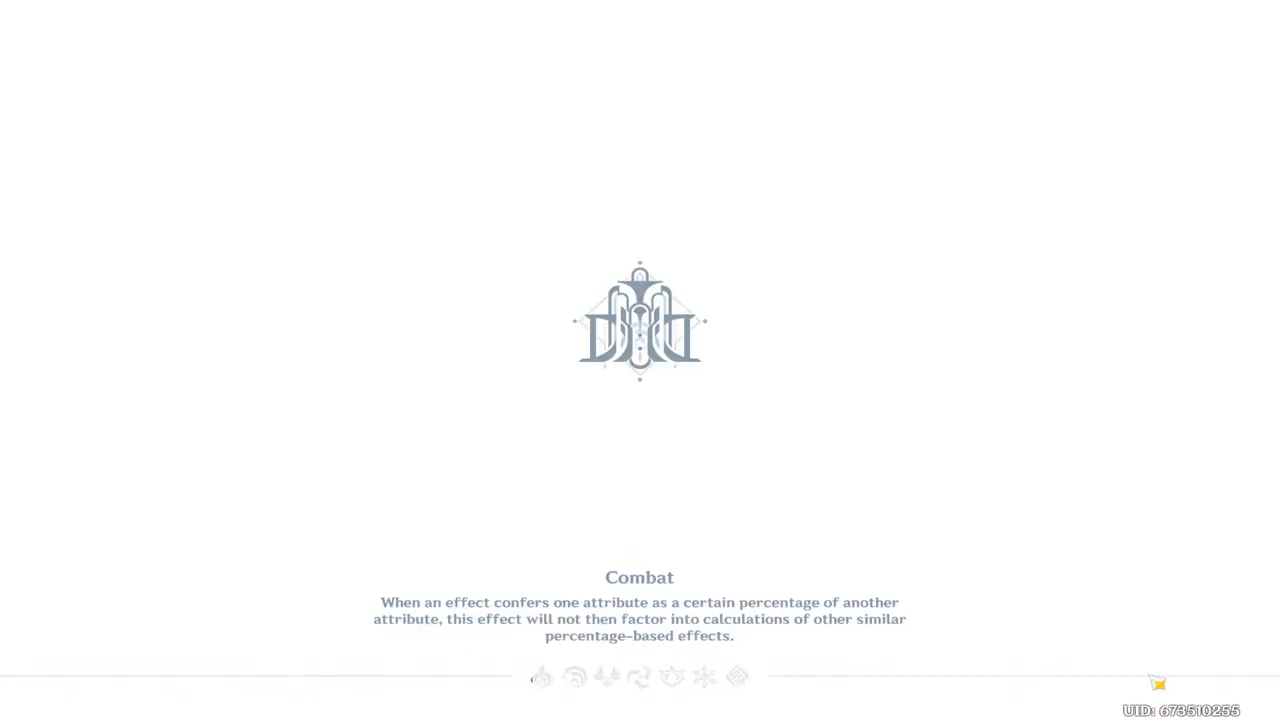 Combat
When an effect confers one attribute as a certain percentage of another
attribute, this effect will not then factor into calculations of other similar
percentage-based effects.
UID: 673510255